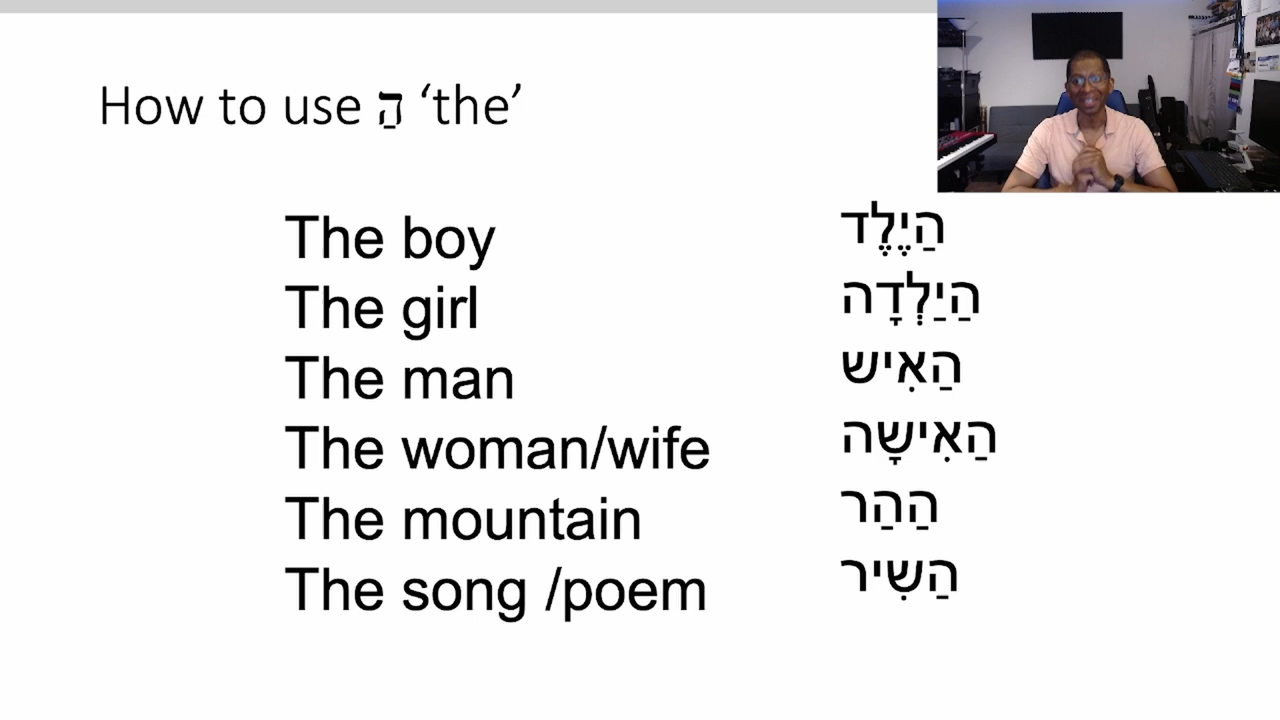 How to use הַ ‘the’
The boy הַיֶלֶד
The girl הַיַלְדָה
The man הַאִיש
The woman/wife הַאִישָה
The mountain הַהַר
The song /poem הַשִיר